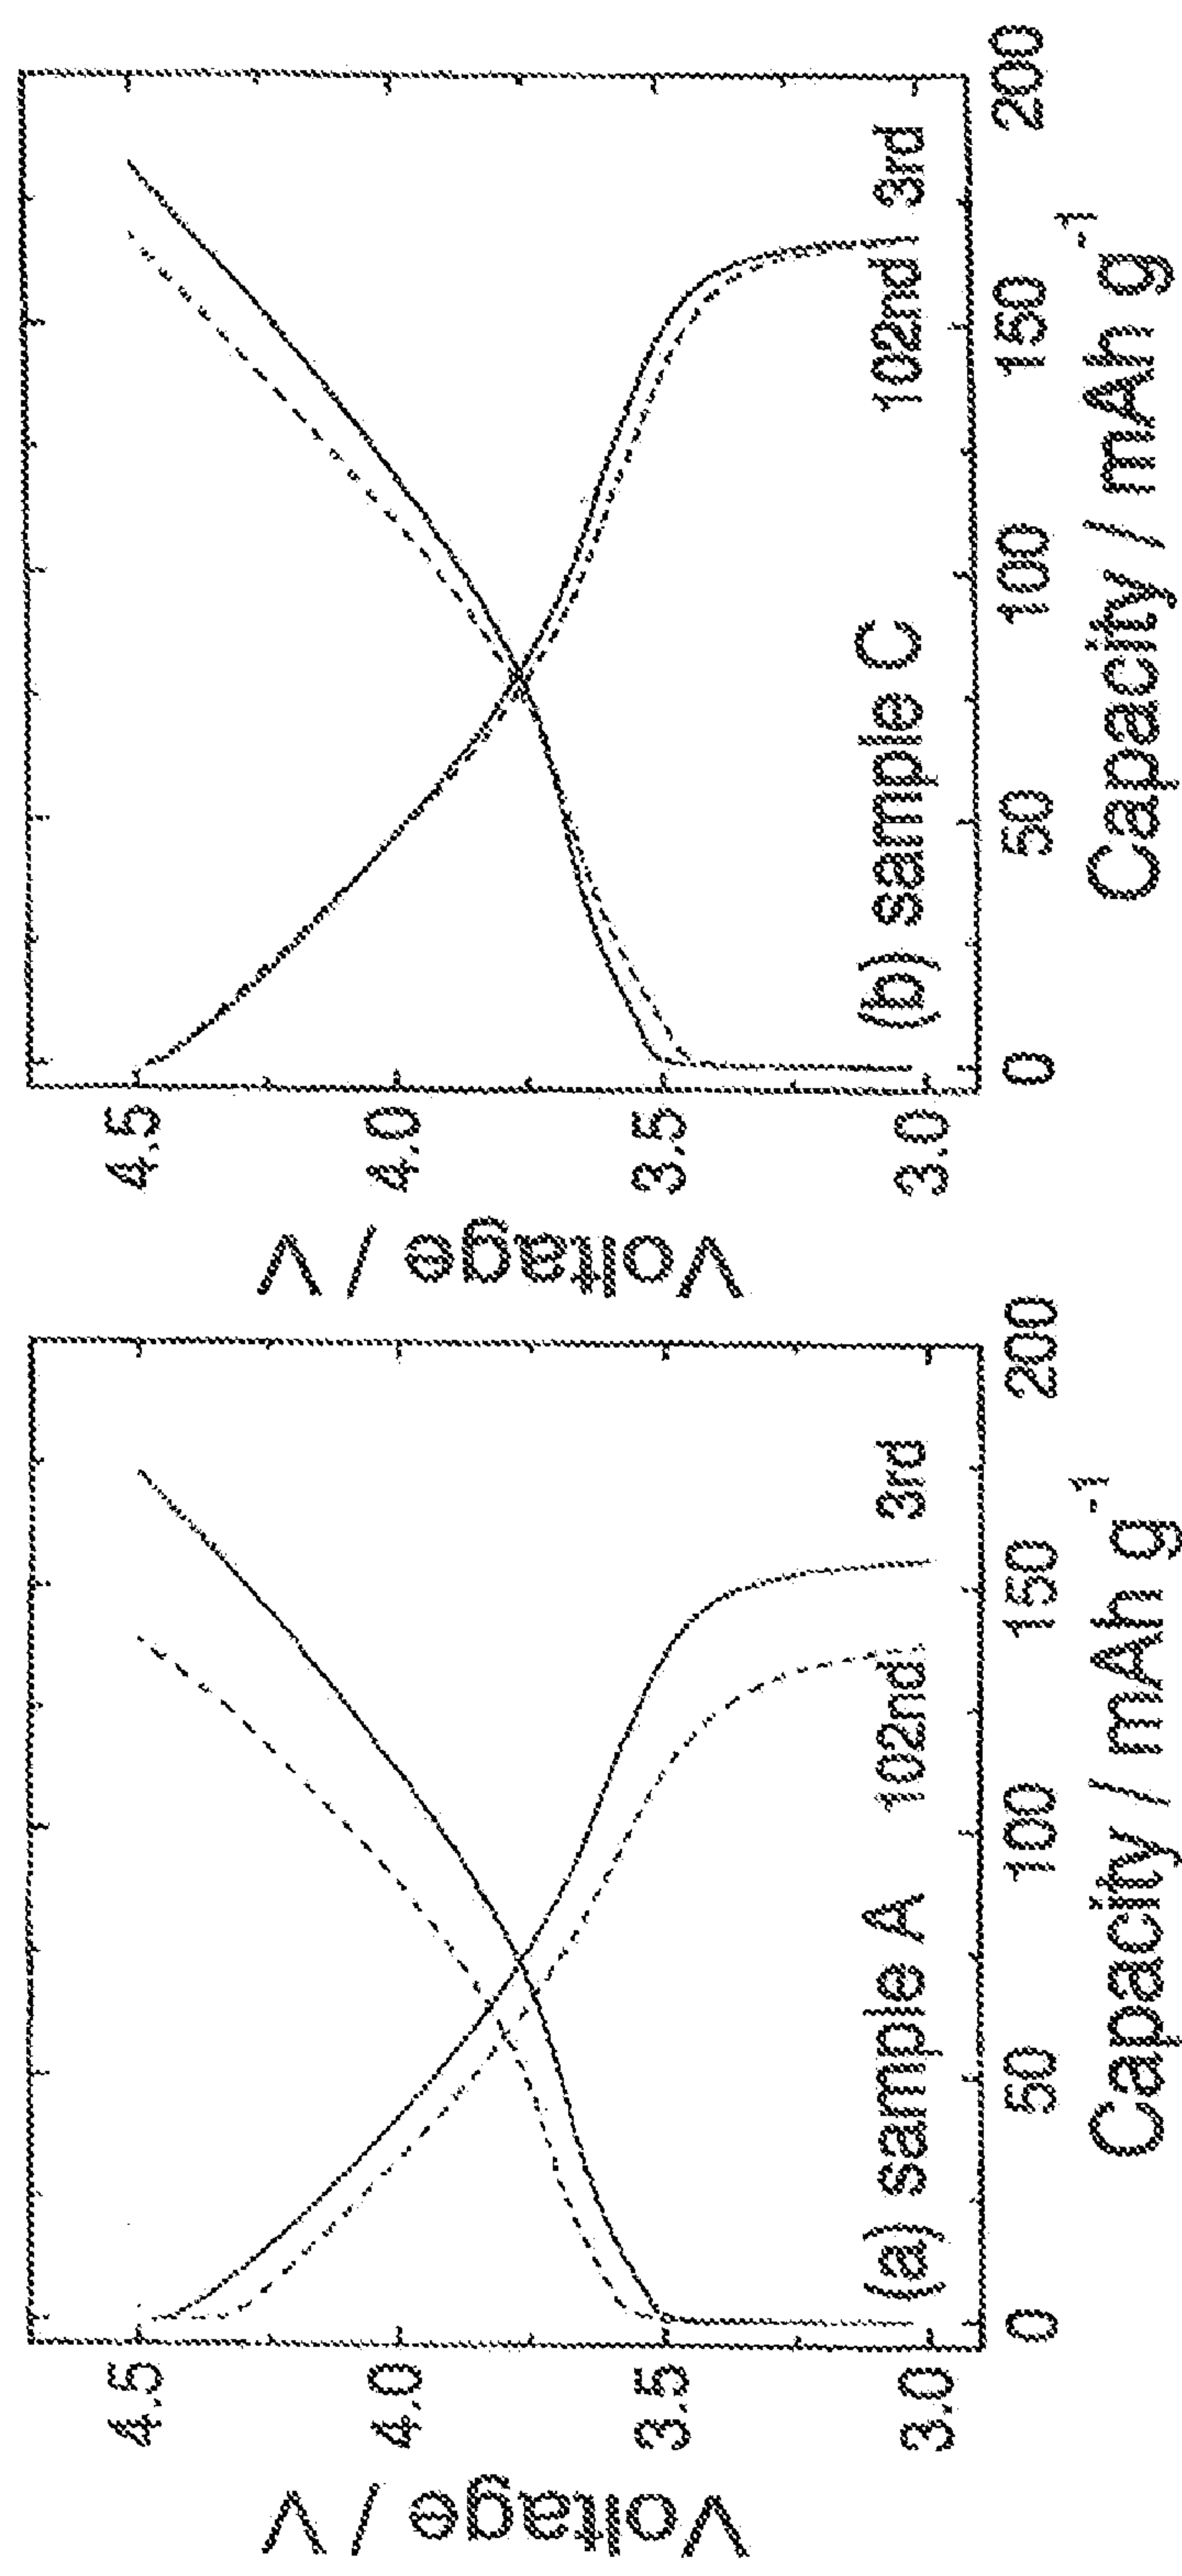 Voltage / V
4.5
4.0
3.5
3.0
(a) sample A
102nd
3rd
0
50
100
150
200
Capacity / mAh g-1
Voltage / V
4.5
4.0
3.5
3.0
(b) sample C
102nd
3rd
0
50
100
150
200
Capacity / mAh g-1